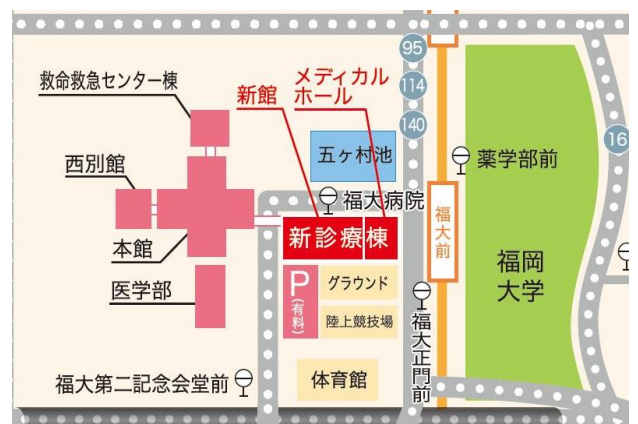 95
114
140
16
救命救急センター棟
新館
メディカル
ホール
五ヶ村池
薬学部前
西別館
福大病院
福大前
本館
新診療棟
福岡
大学
医学部
P
(有料)
グラウンド
陸上競技場
福大正門前
体育館
福大第二記念会堂前